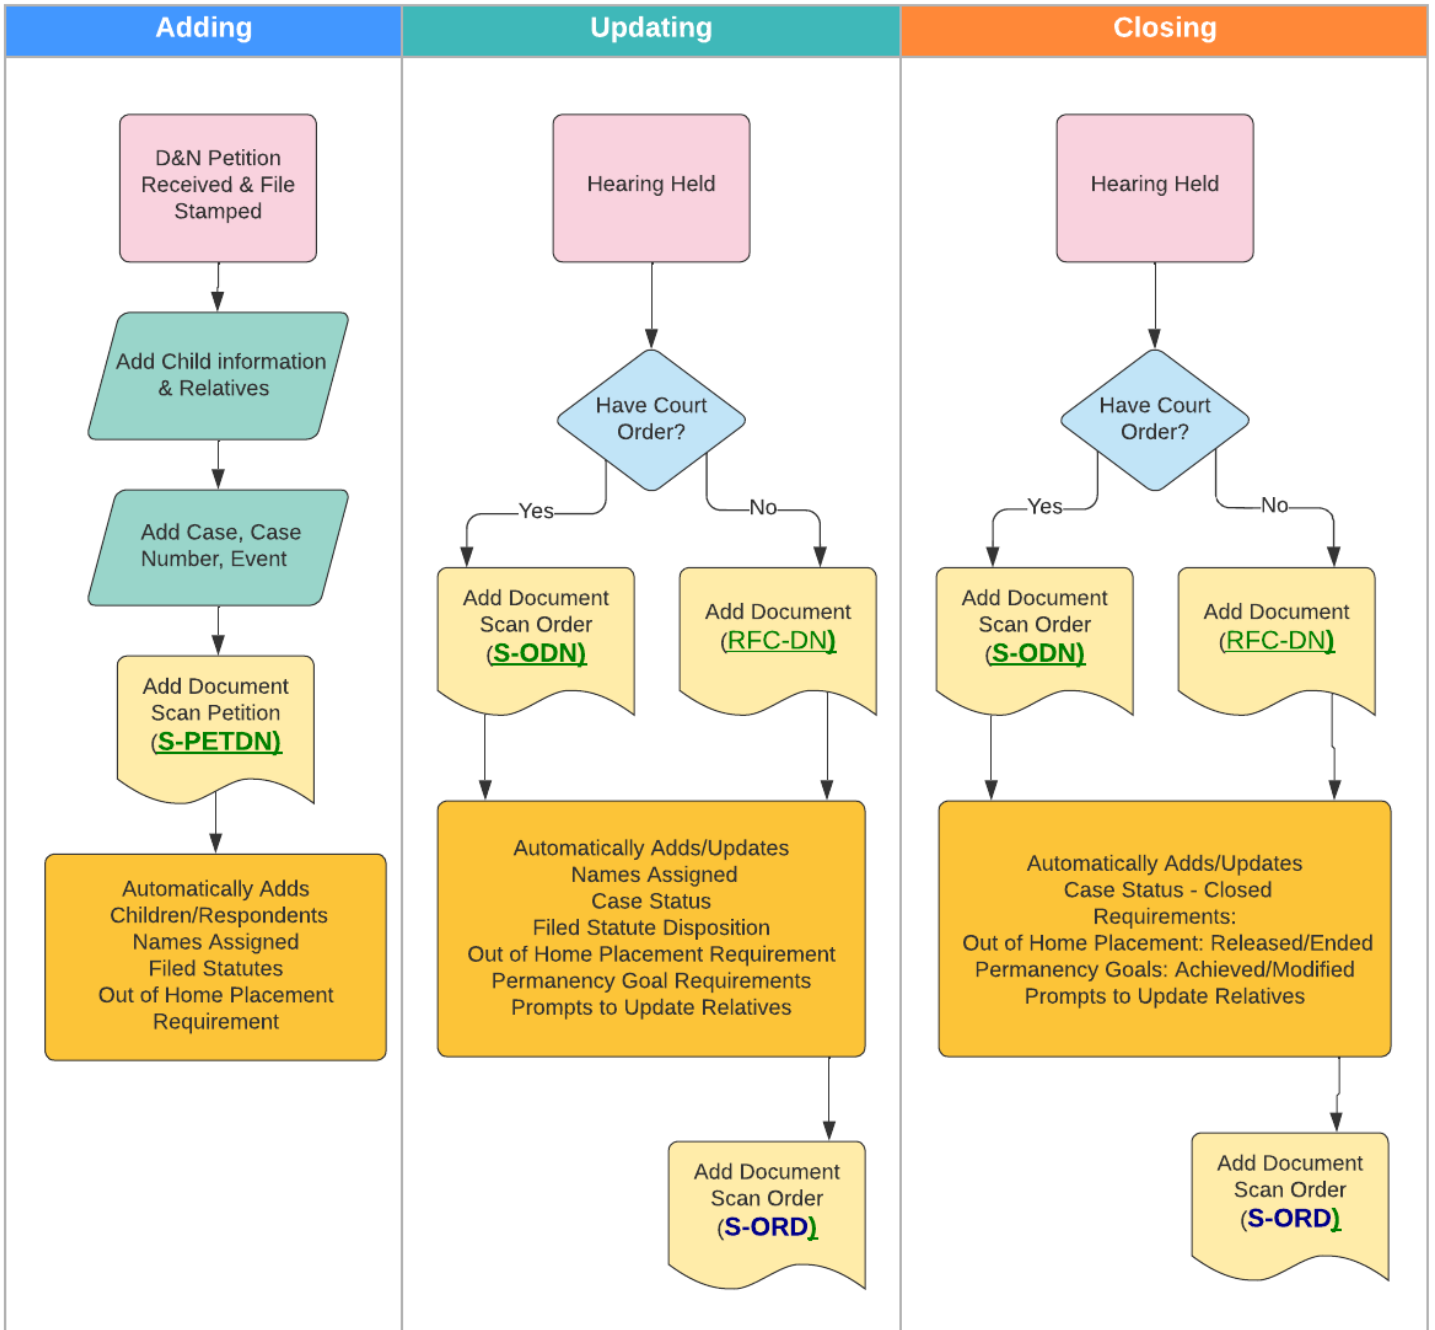 Adding
Updating
Closing
D&N Petition
Received & File
Stamped
Add Child information
& Relatives
Add Case, Case
Number, Event
Add Document
Scan Petition
(S-PETDN)
Automatically Adds
Children/Respondents
Names Assigned
Filed Statutes
Out of Home Placement
Requirement
Hearing Held
Have Court
Order?
Yes
No
Add Document
Scan Order
(S-ODN)
Add Document
(RFC-DN)
Automatically Adds/Updates
Names Assigned
Case Status
Filed Statute Disposition
Out of Home Placement Requirement
Permanency Goal Requirements
Prompts to Update Relatives
Add Document
Scan Order
(S-ORD)
Hearing Held
Have Court
Order?
Yes
No
Add Document
Scan Order
(S-ODN)
Add Document
(RFC-DN)
Automatically Adds/Updates
Case Status - Closed
Requirements:
Out of Home Placement: Released/Ended
Permanency Goals: Achieved/Modified
Prompts to Update Relatives
Add Document
Scan Order
(S-ORD)